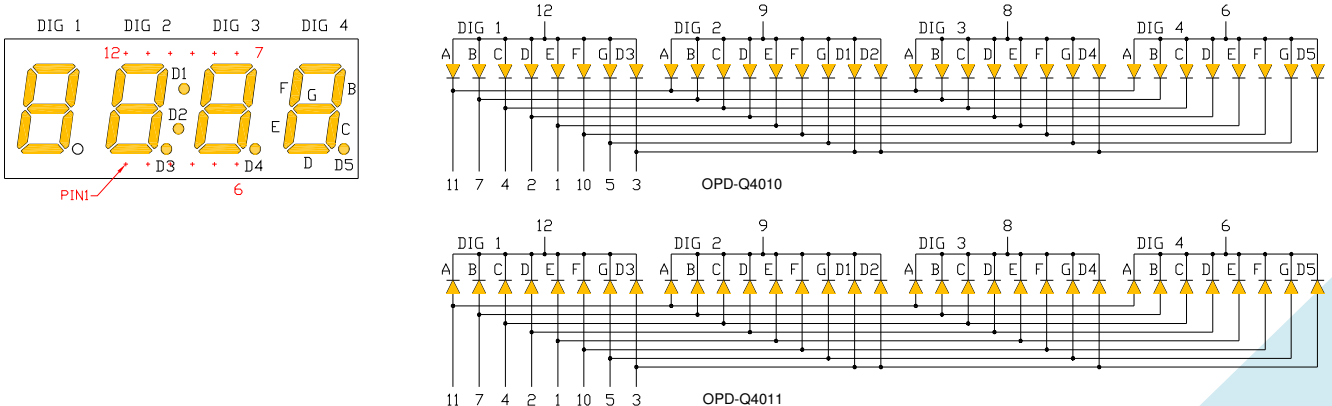 DIG 1 DIG 2 DIG 3 DIG 4
12 7
D1
F G B
D2
E C
D3 D4 D D5
PIN1 6
12 9 8 6
DIG 1 DIG 2 DIG 3 DIG 4
A B C D E F G D3 A B C D E F G D1 D2 A B C D E F G D4 A B C D E F G D5
11 7 4 2 1 10 5 3 OPD-Q4010
12 9 8 6
DIG 1 DIG 2 DIG 3 DIG 4
A B C D E F G D3 A B C D E F G D1 D2 A B C D E F G D4 A B C D E F G D5
11 7 4 2 1 10 5 3 OPD-Q4011